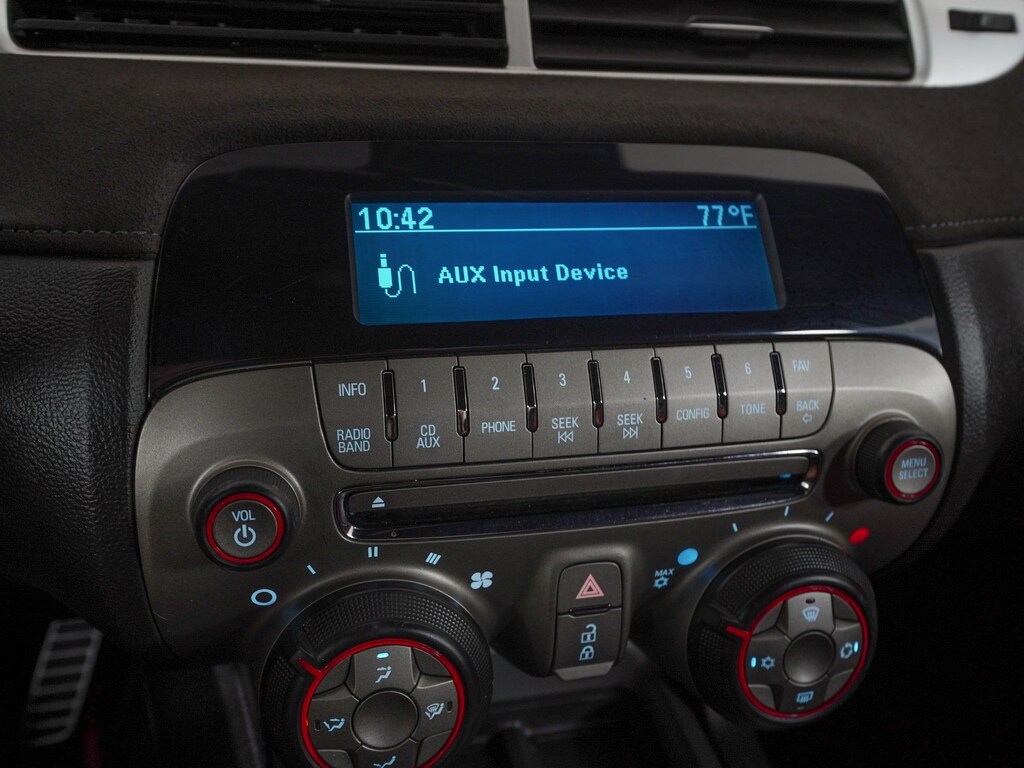 10:42 77°F
AUX Input Device
INFO 1 2 3 4 5 6 FAV
RADIO BAND
CD AUX
PHONE
SEEK
SEEK
CONFIG
TONE
BACK
VOL
MENU SELECT
MAX